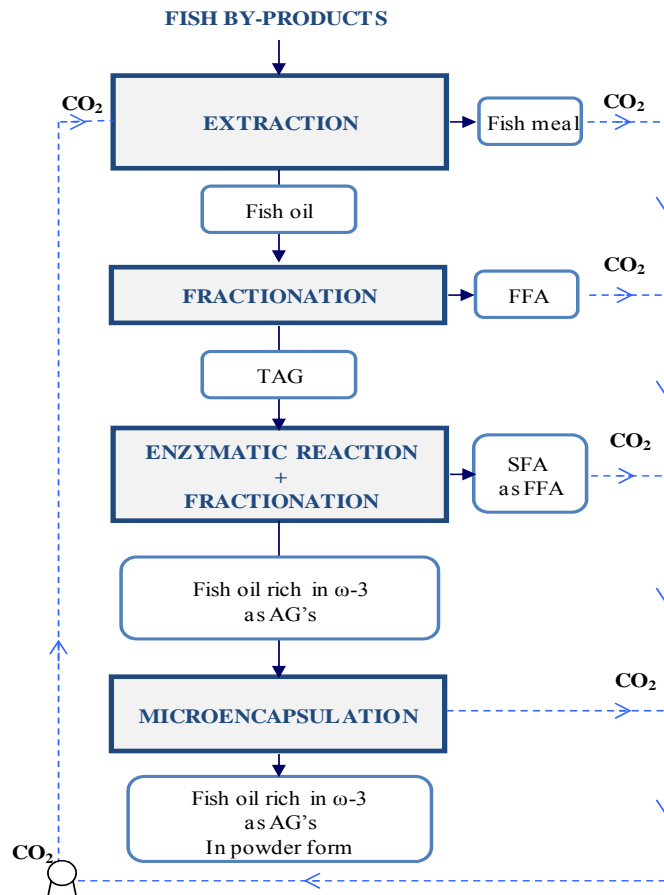 FISH BY-PRODUCTS
CO₂
EXTRACTION
Fish meal
CO₂
Fish oil
FRACTIONATION
FFA
CO₂
TAG
ENZYMATIC REACTION
+
FRACTIONATION
SFA
as FFA
CO₂
Fish oil rich in ω-3
as AG's
MICROENCAPSULATION
CO₂
Fish oil rich in ω-3
as AG's
In powder form
CO₂